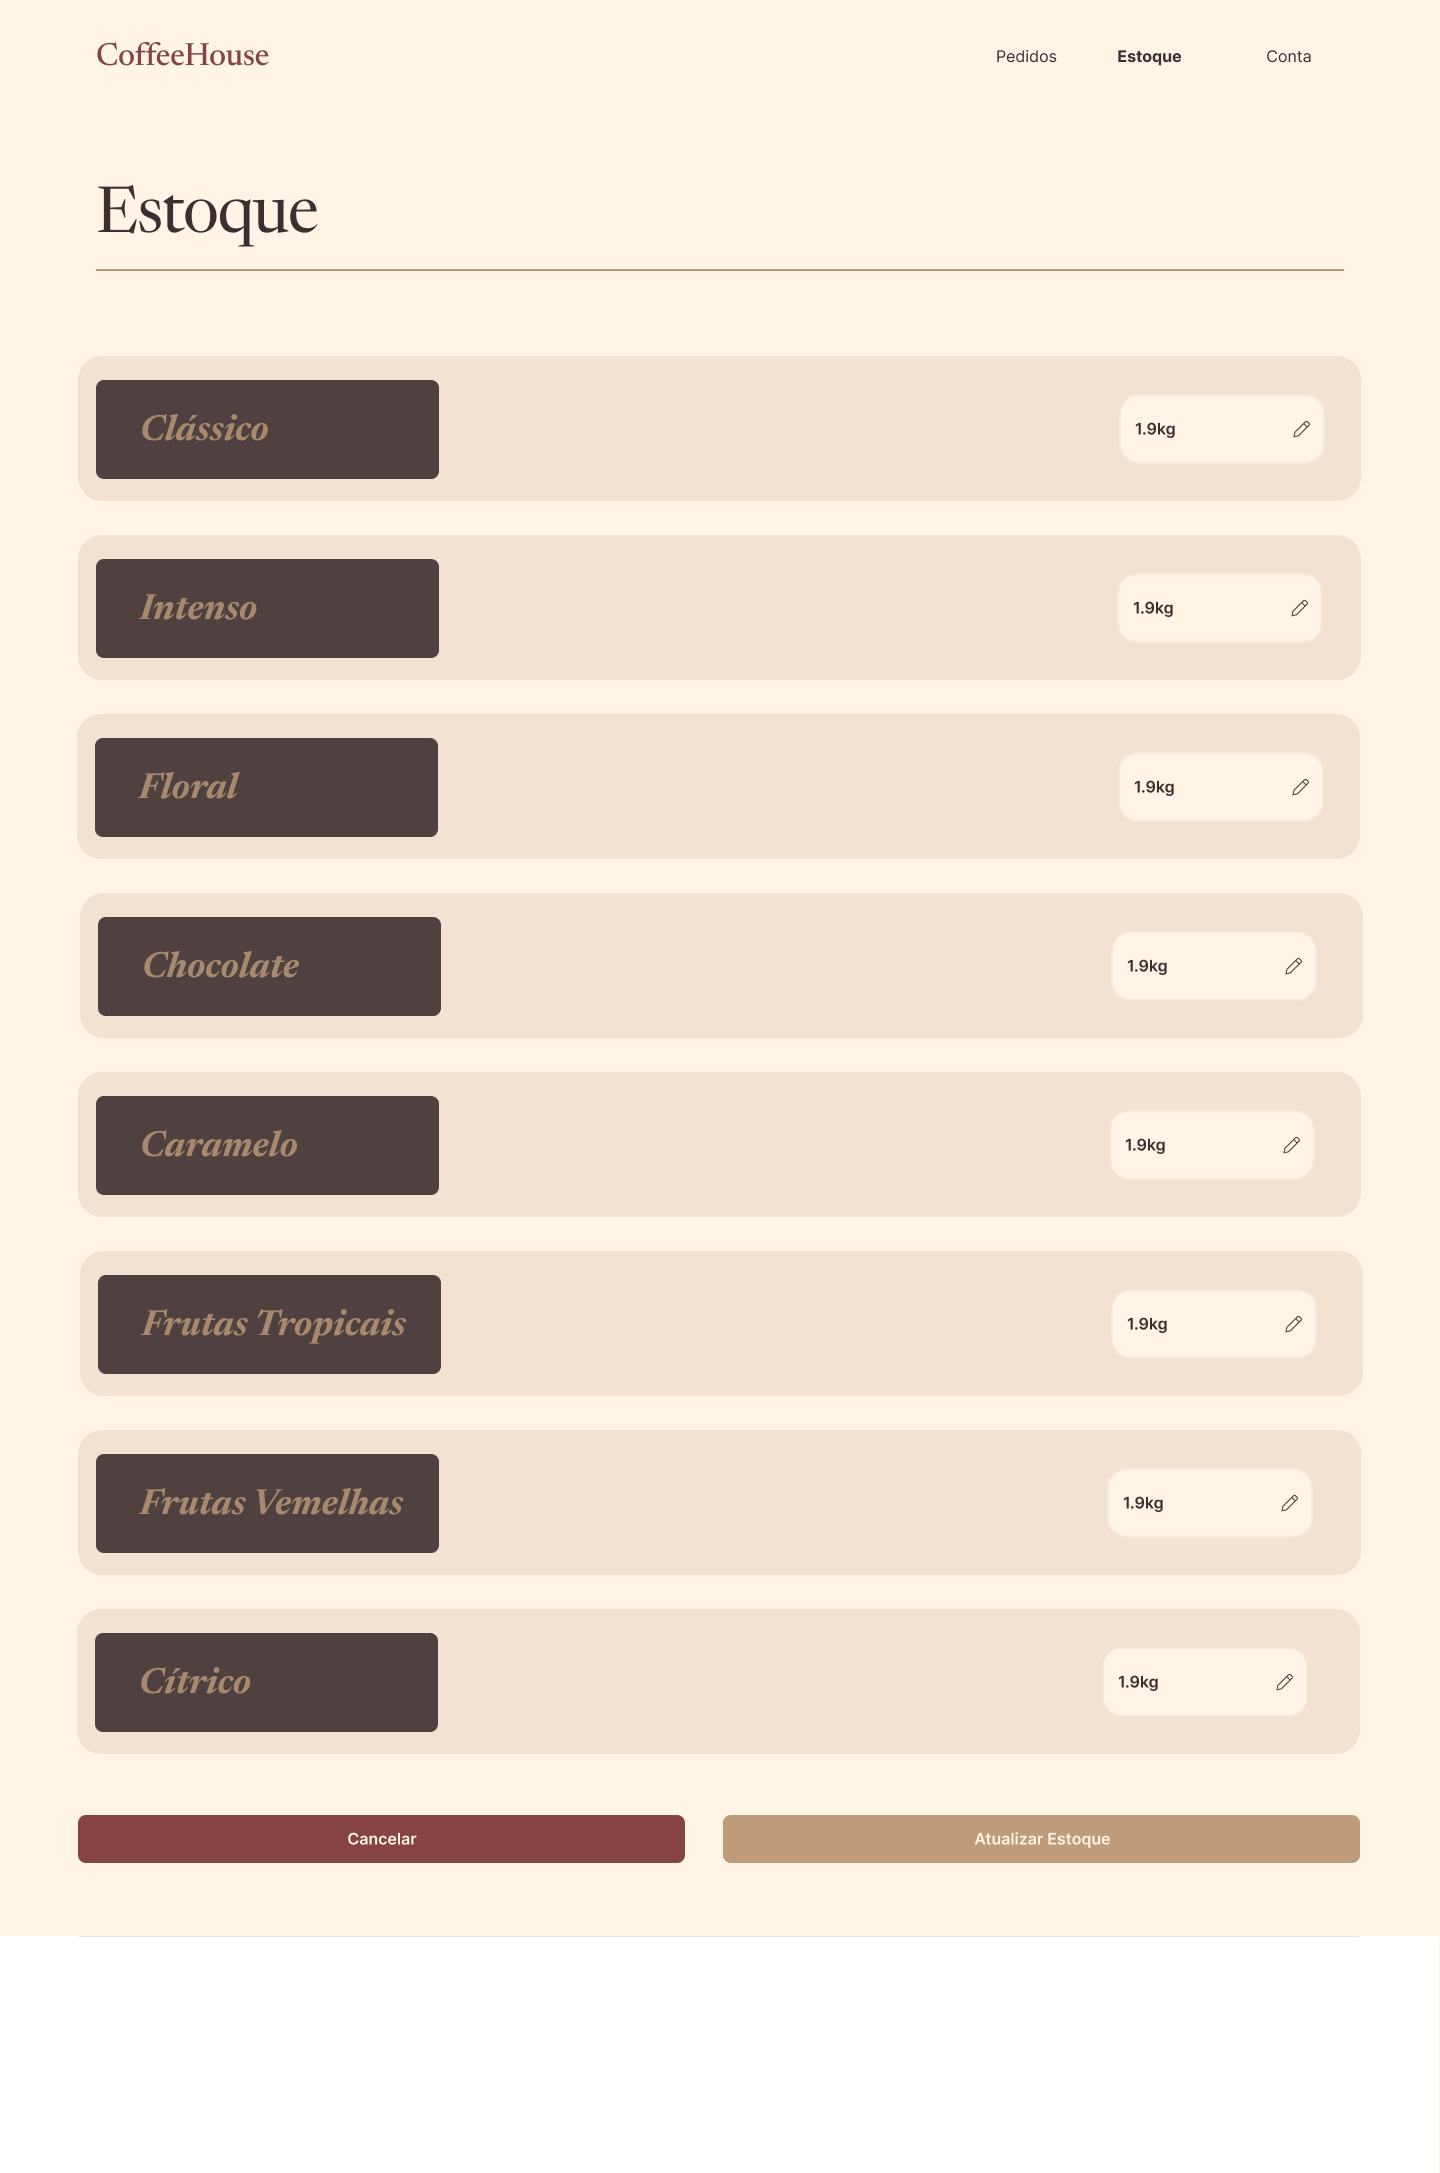 CoffeeHouse
Pedidos Estoque Conta
Estoque
Clássico 1.9kg
Intenso 1.9kg
Floral 1.9kg
Chocolate 1.9kg
Caramelo 1.9kg
Frutas Tropicais 1.9kg
Frutas Vemelhas 1.9kg
Cítrico 1.9kg
Cancelar Atualizar Estoque